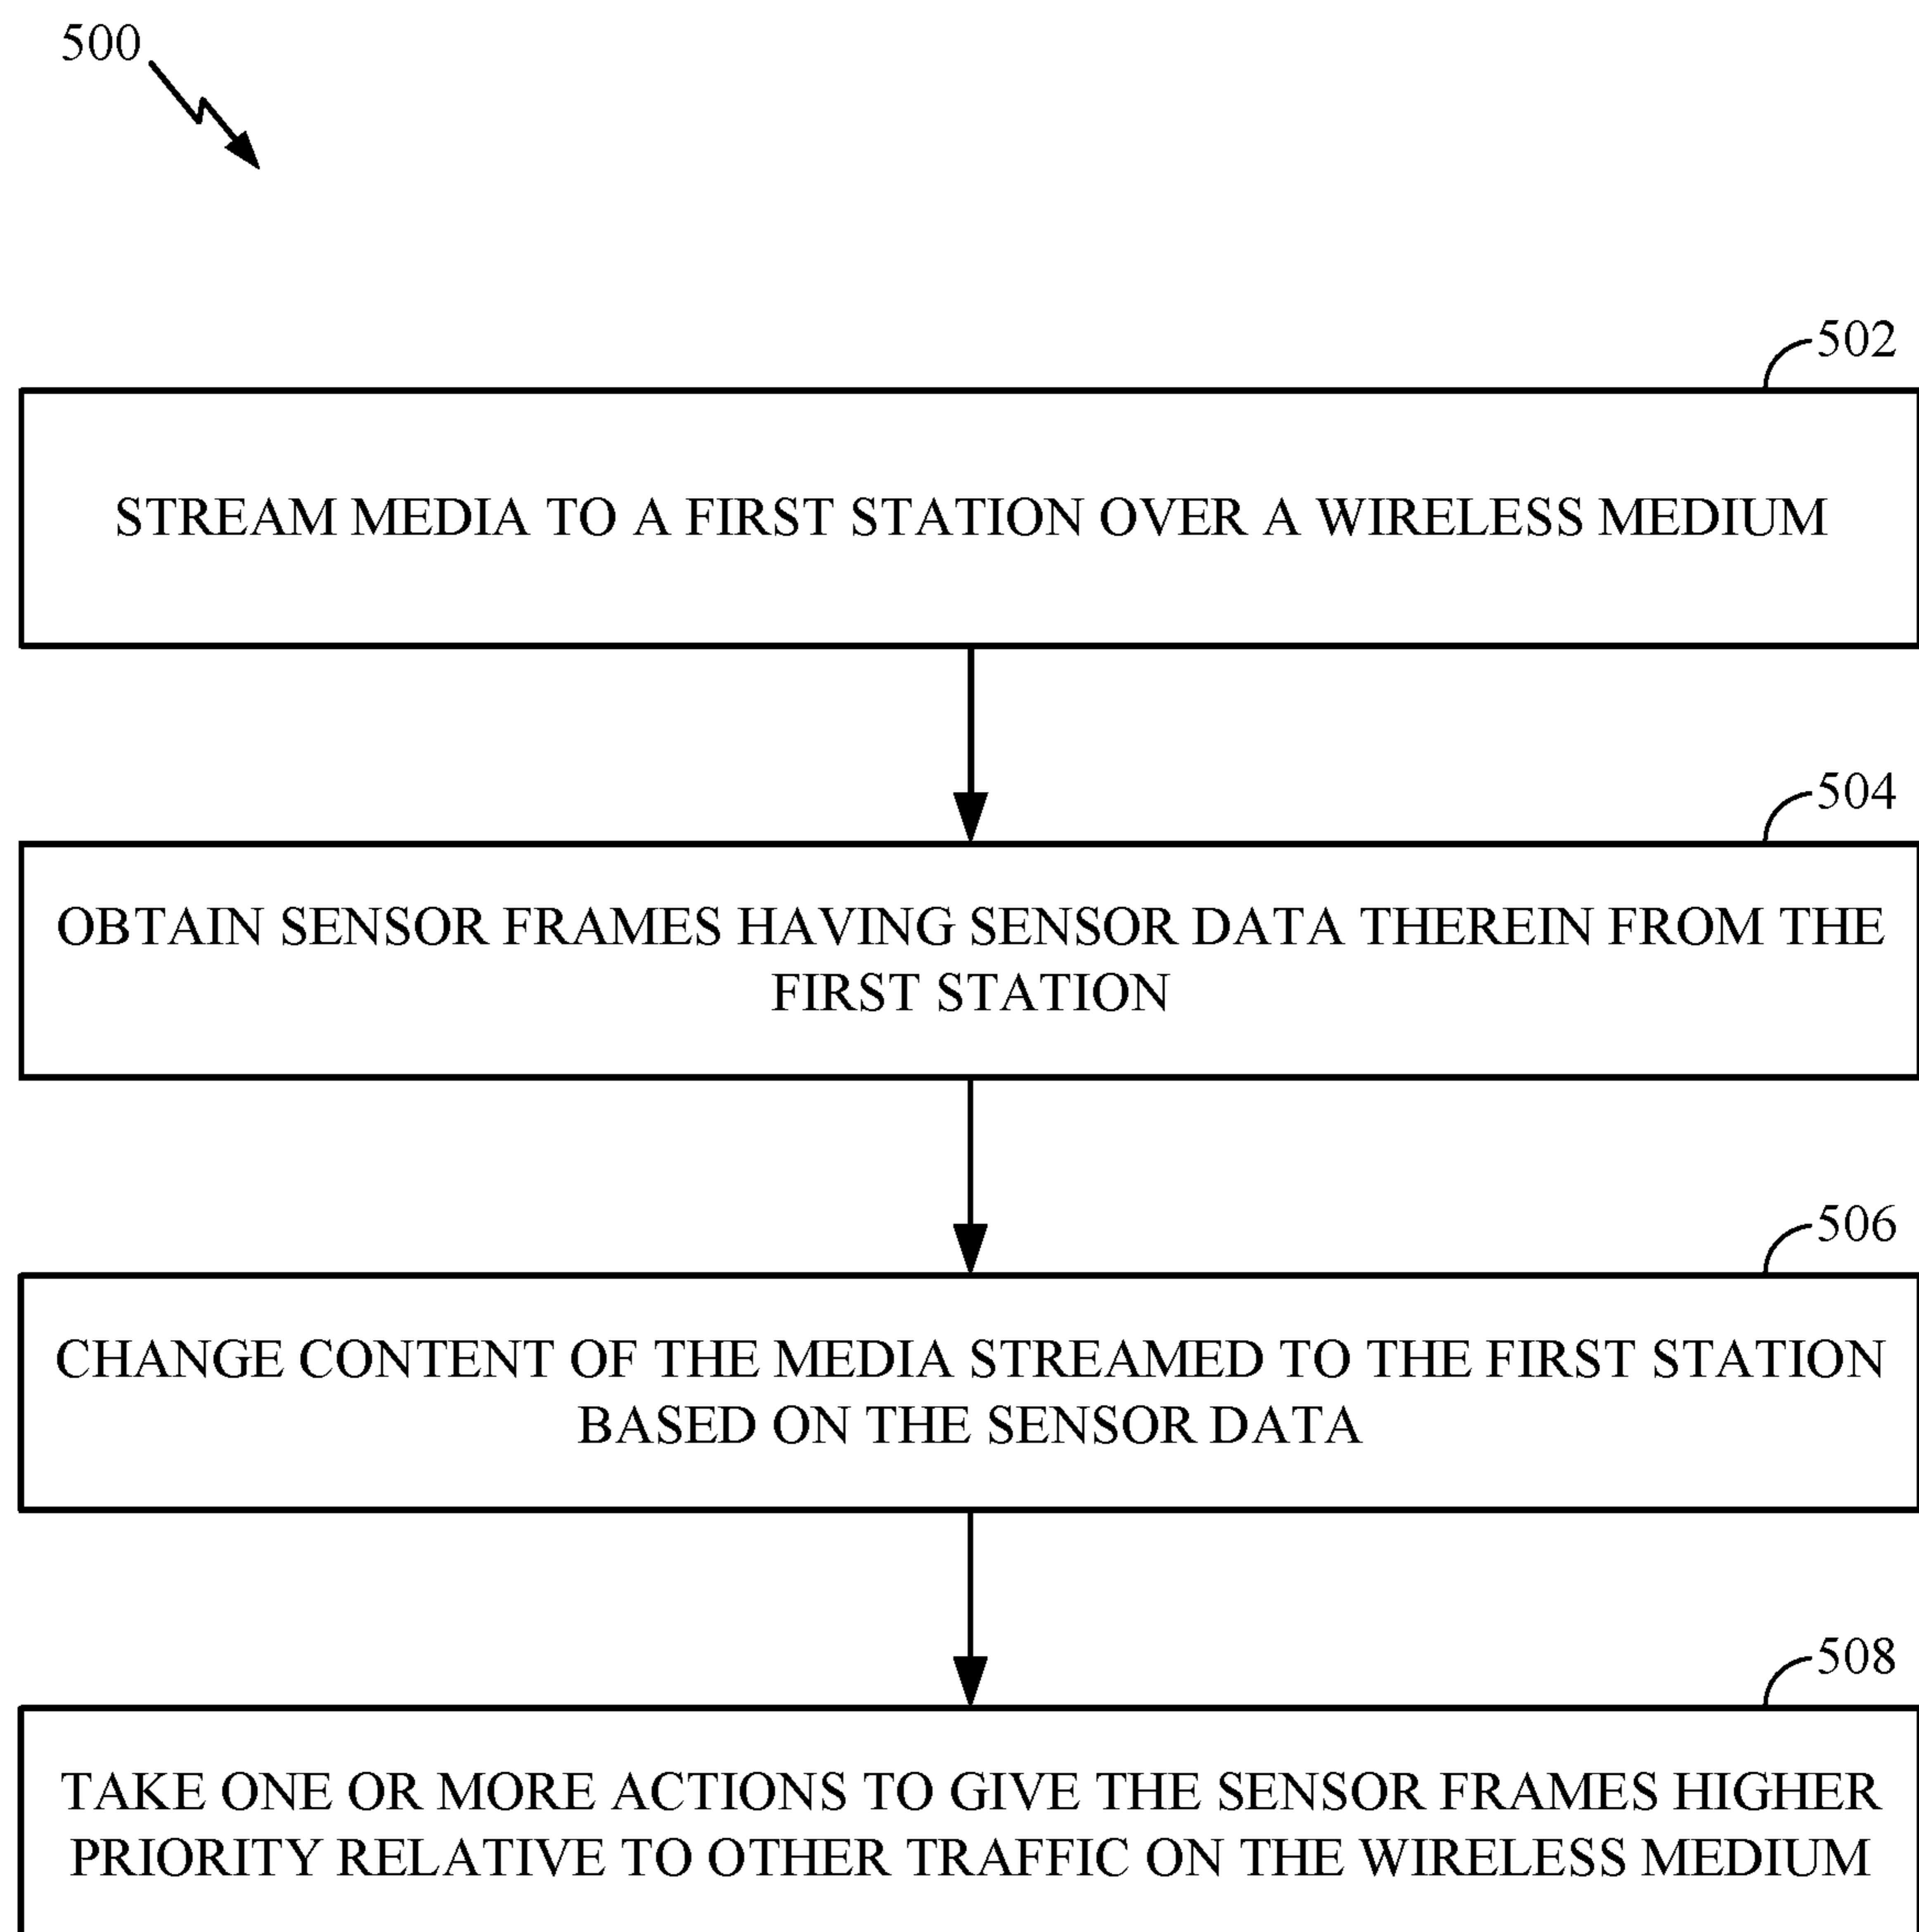 500
502
STREAM MEDIA TO A FIRST STATION OVER A WIRELESS MEDIUM
504
OBTAIN SENSOR FRAMES HAVING SENSOR DATA THEREIN FROM THE
FIRST STATION
506
CHANGE CONTENT OF THE MEDIA STREAMED TO THE FIRST STATION
BASED ON THE SENSOR DATA
508
TAKE ONE OR MORE ACTIONS TO GIVE THE SENSOR FRAMES HIGHER
PRIORITY RELATIVE TO OTHER TRAFFIC ON THE WIRELESS MEDIUM